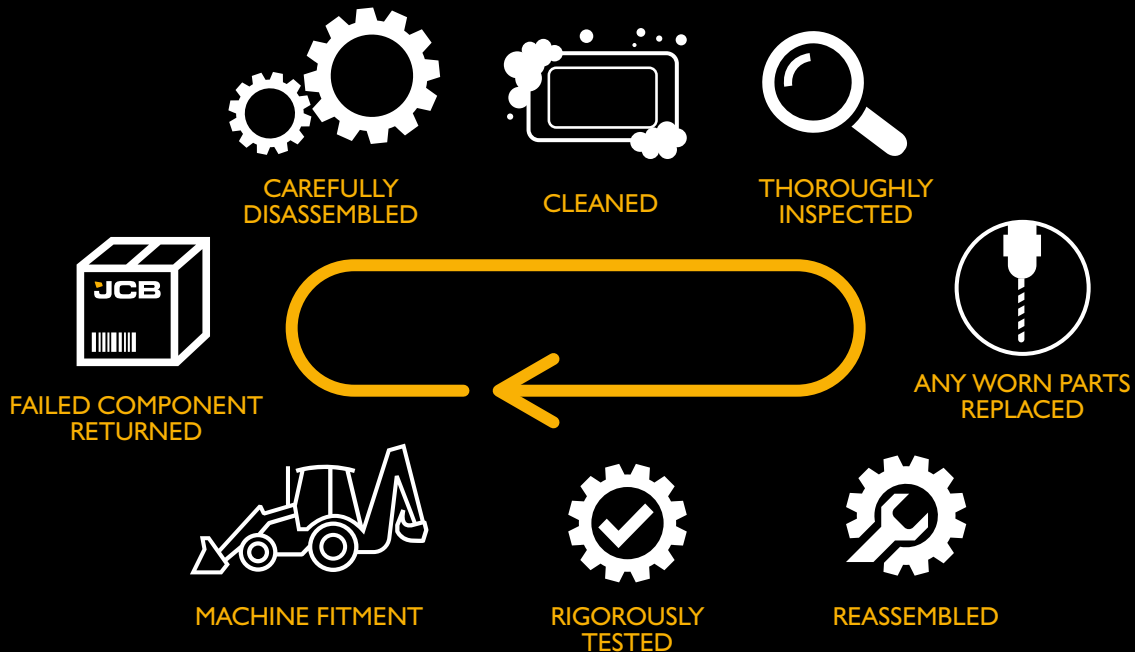 CAREFULLY
DISASSEMBLED
CLEANED
THOROUGHLY
INSPECTED
JCB
FAILED COMPONENT
RETURNED
ANY WORN PARTS
REPLACED
MACHINE FITMENT
RIGOROUSLY
TESTED
REASSEMBLED